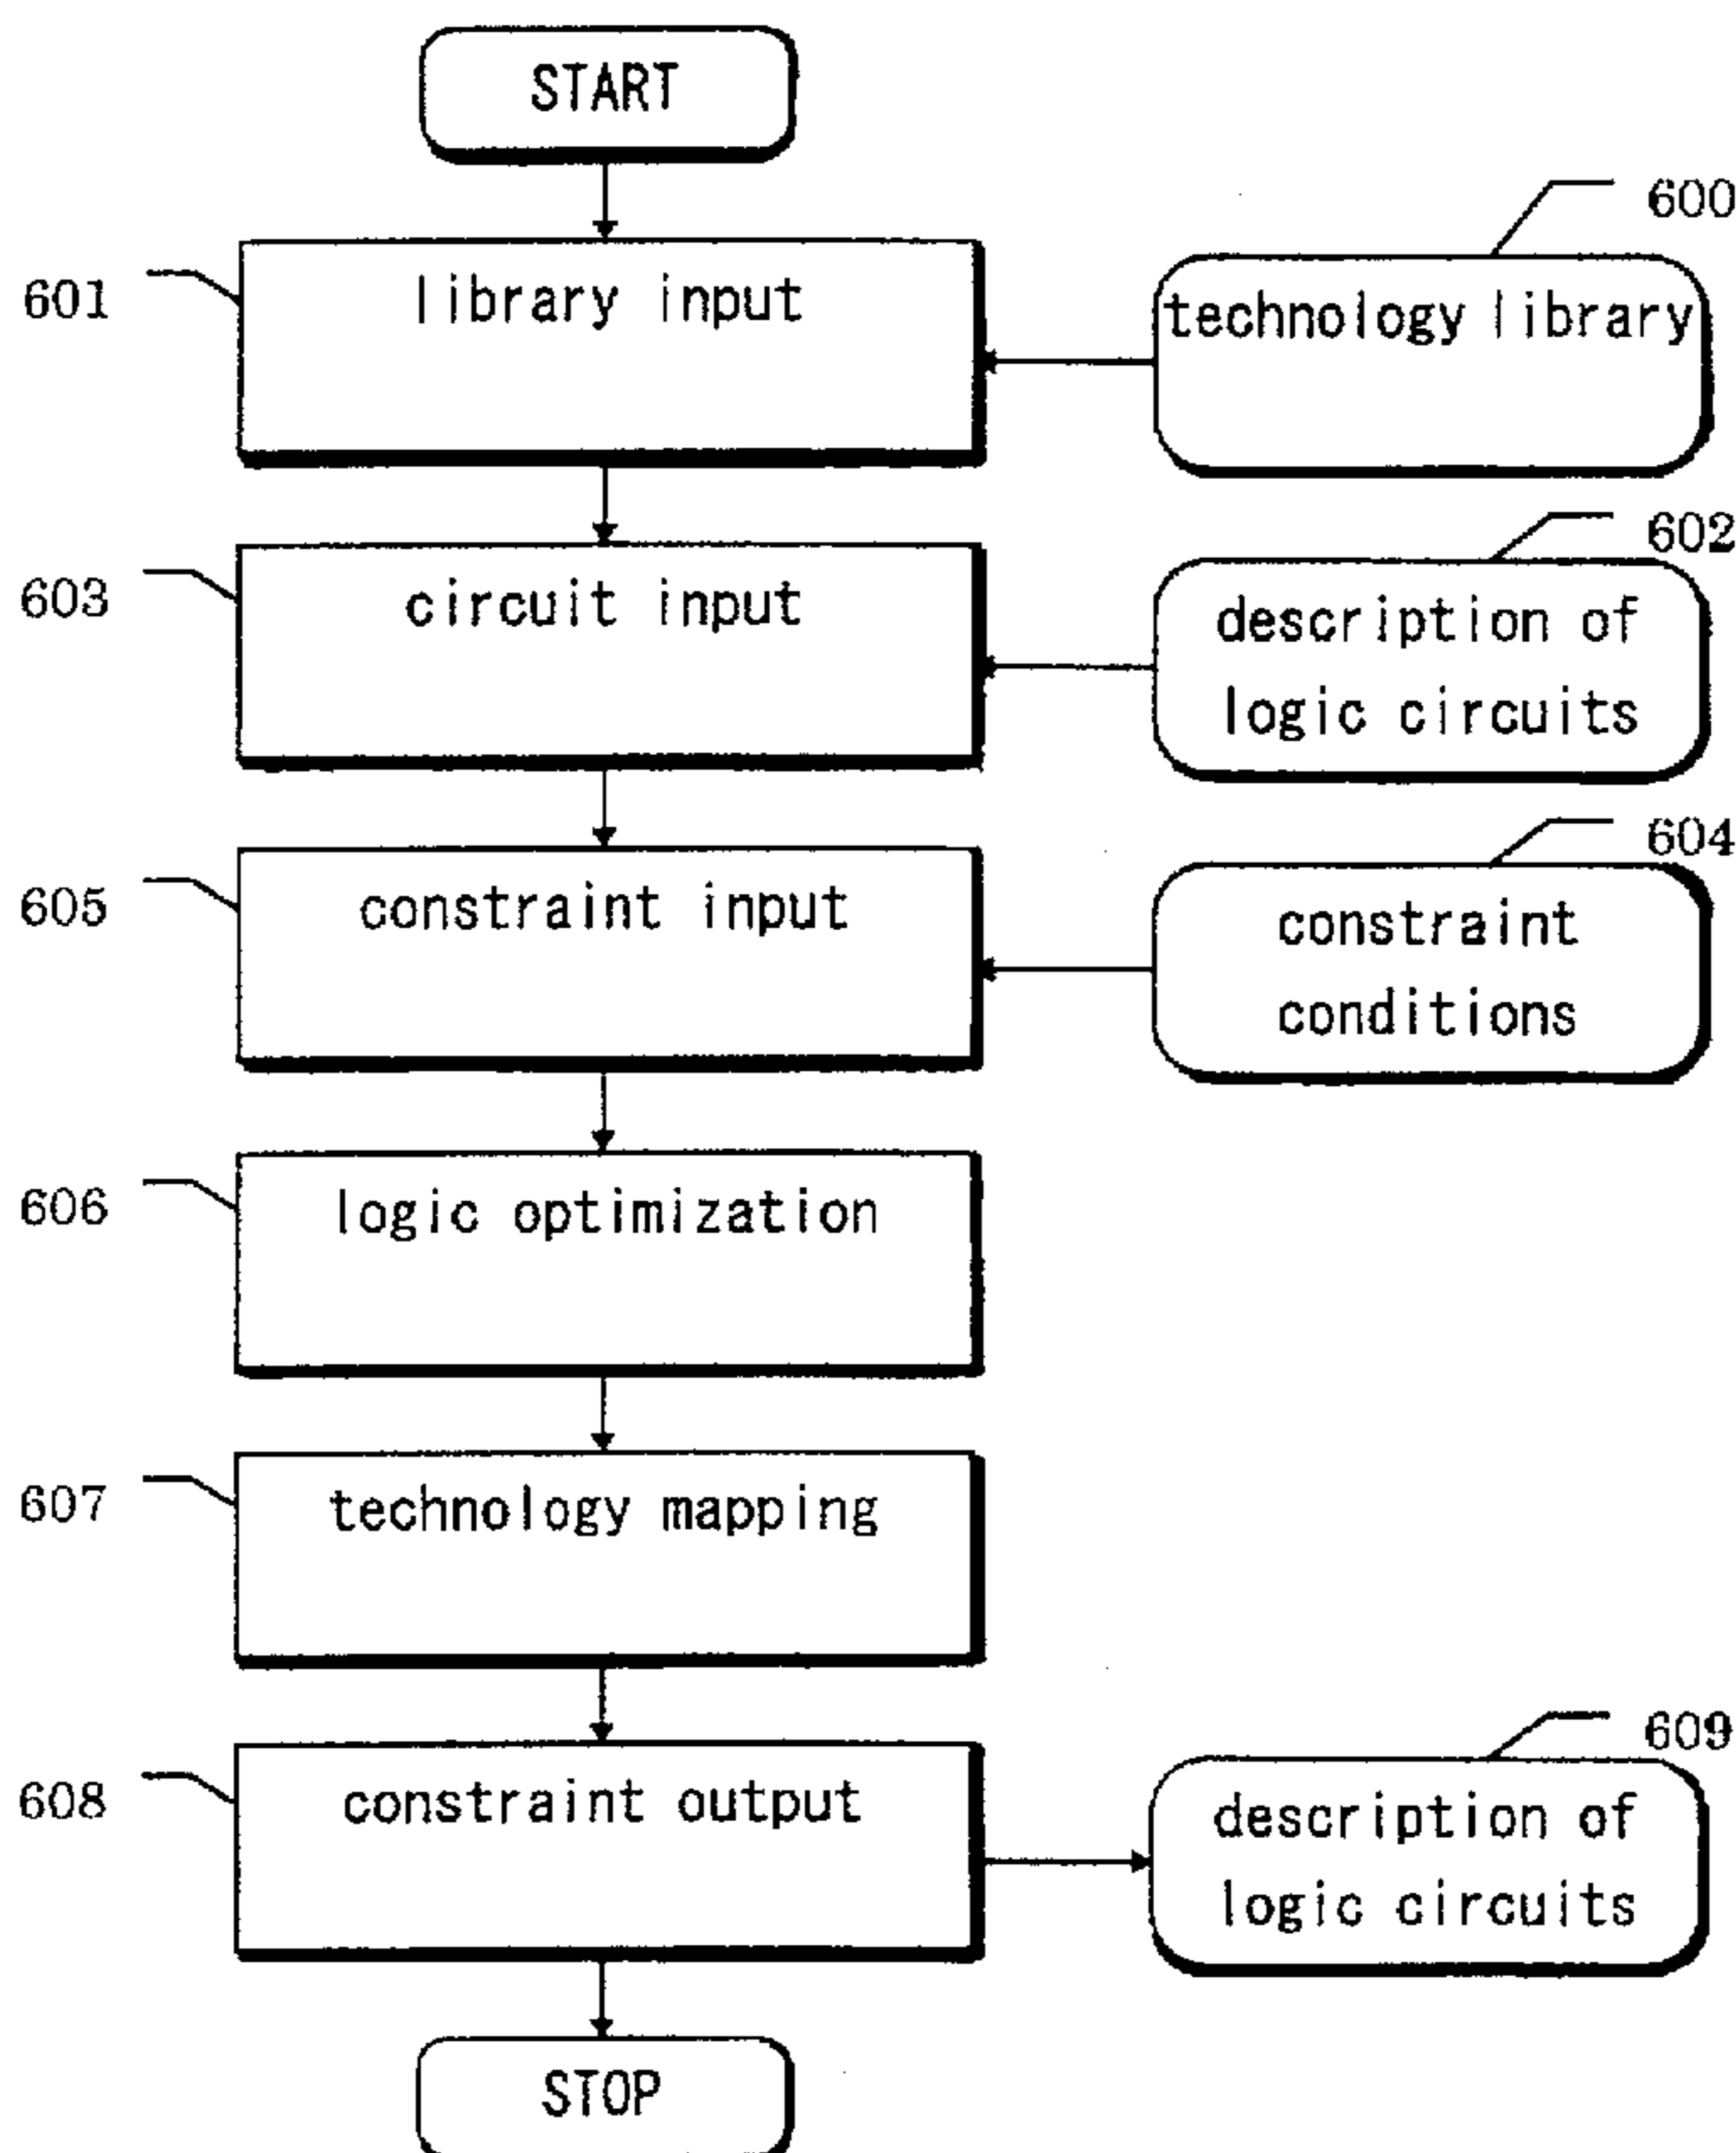 START
600
601
library input
technology library
602
603
circuit input
description of
logic circuits
604
605
constraint input
constraint
conditions
606
logic optimization
607
technology mapping
609
608
constraint output
description of
logic circuits
STOP